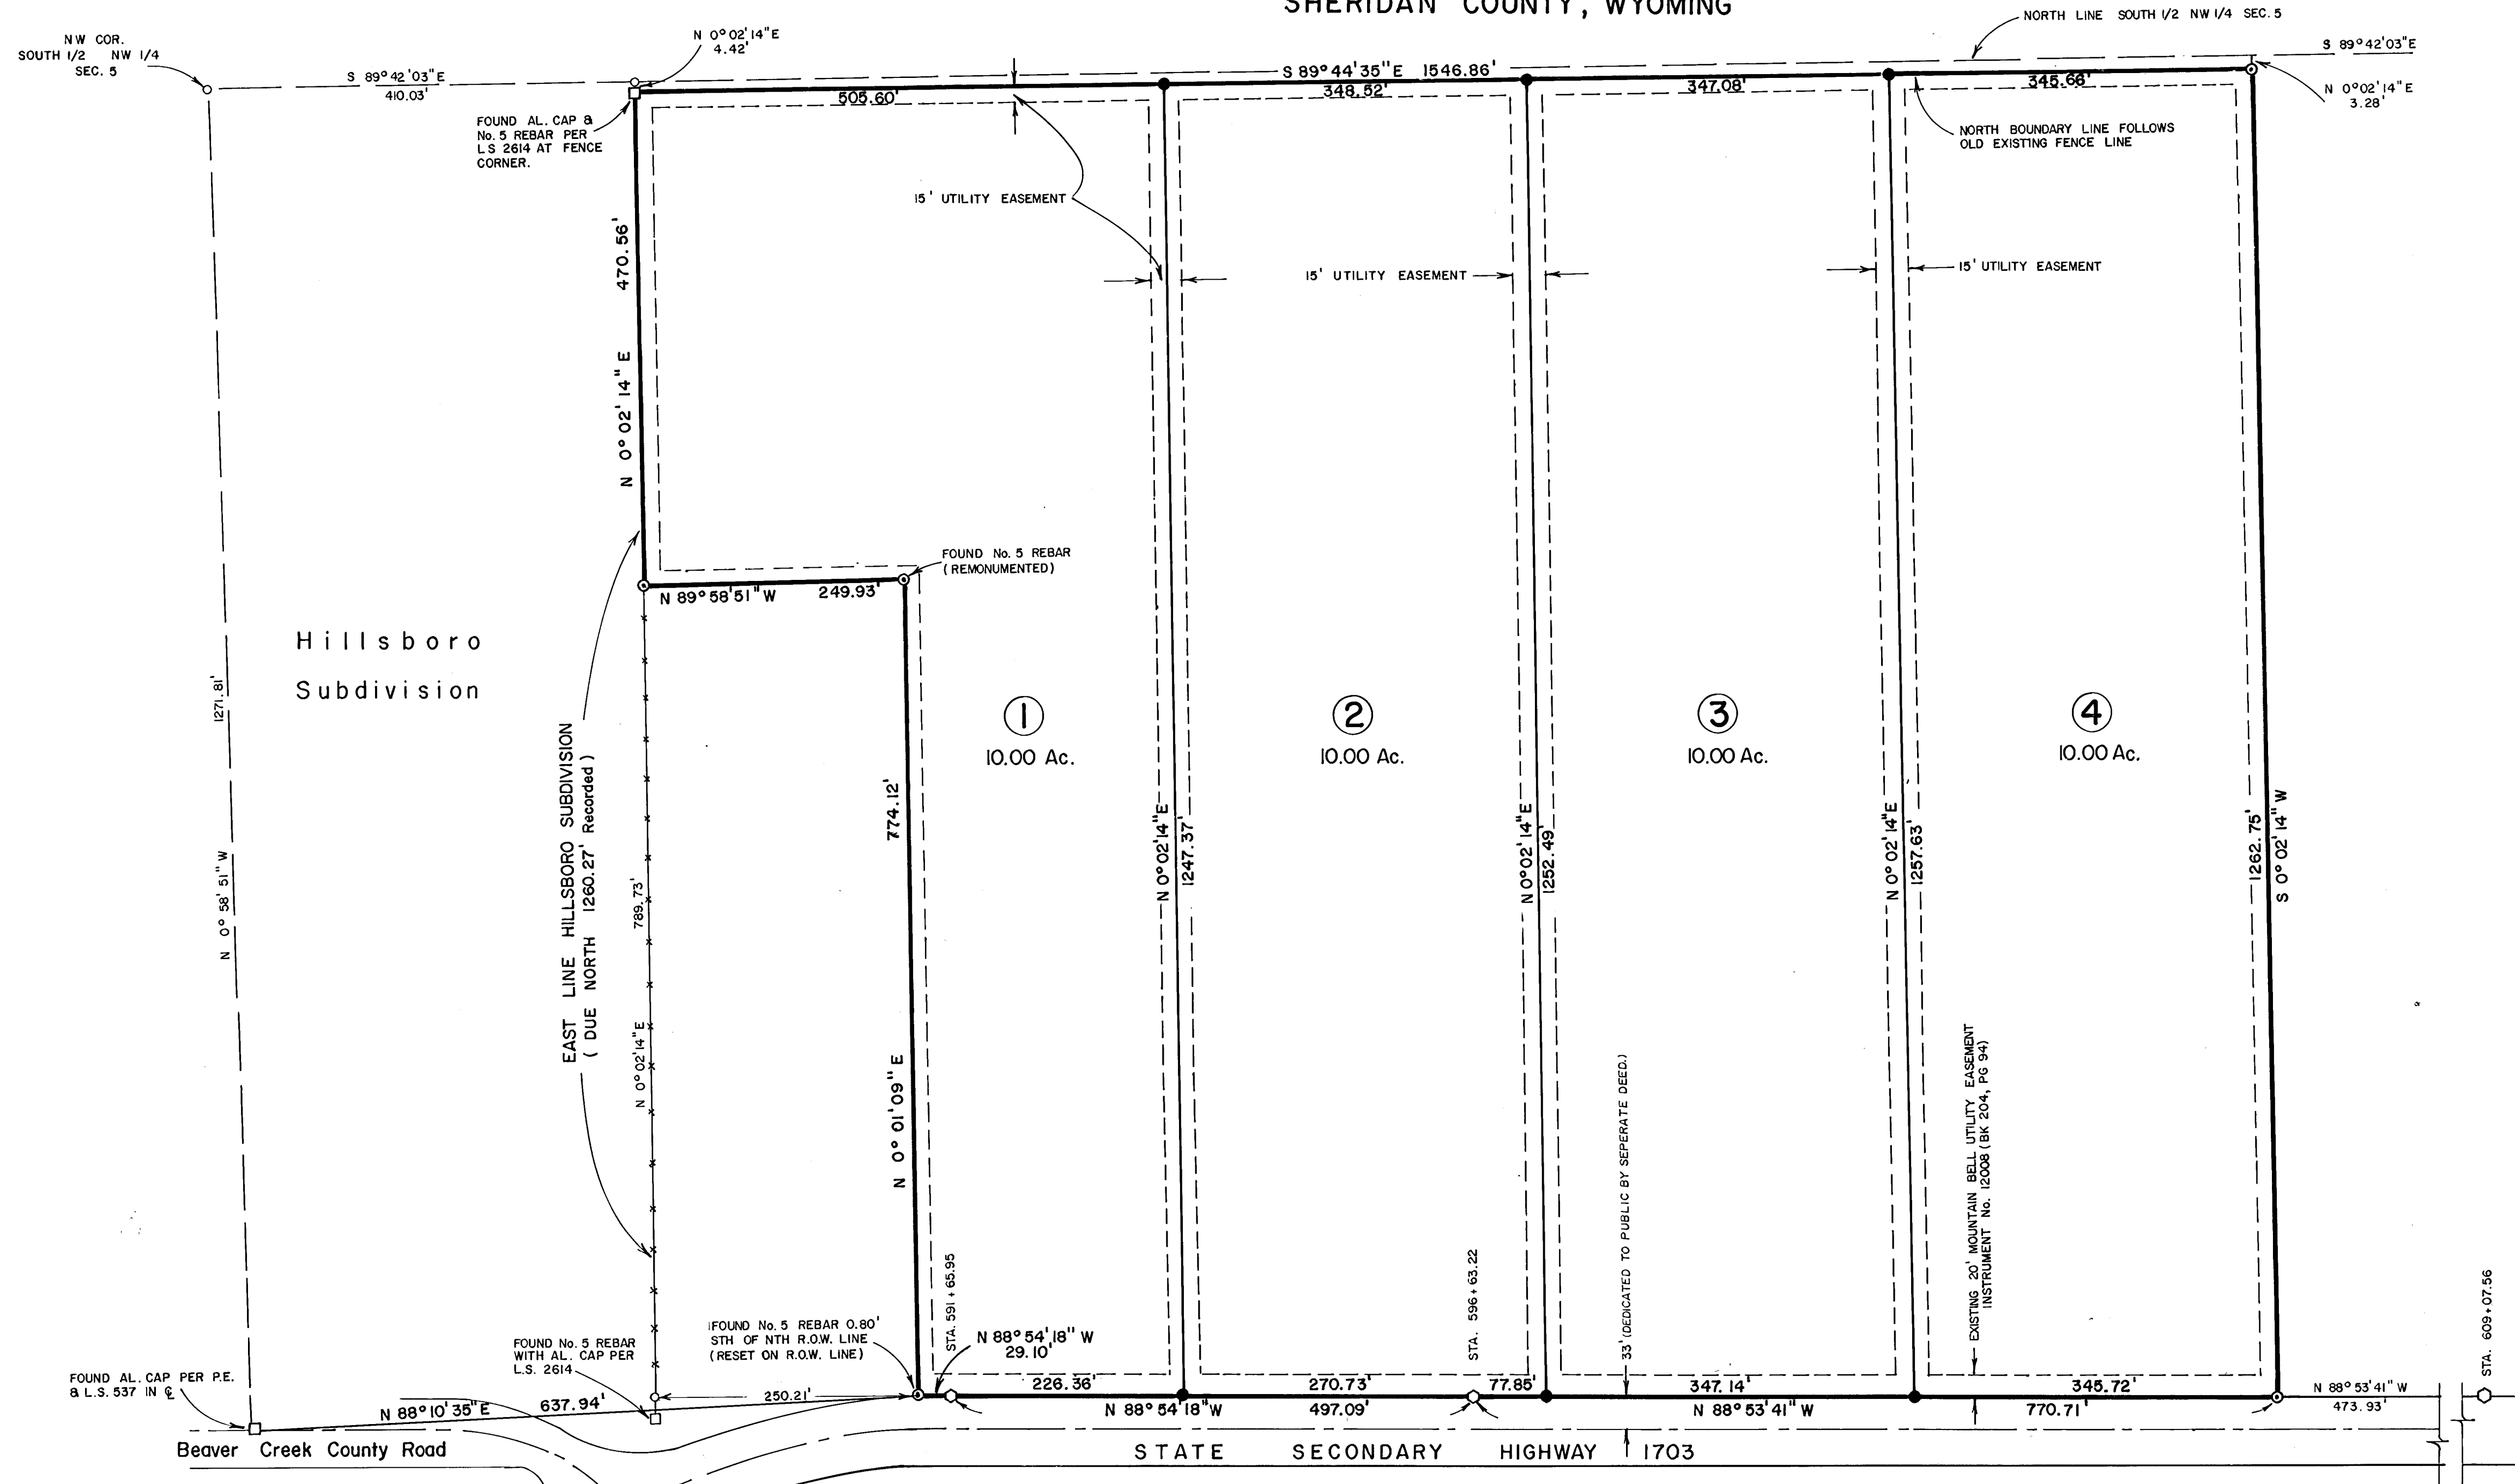 SHERIDAN COUNTY, WYOMING
NORTH LINE SOUTH 1/2 NW 1/4 SEC. 5
NW COR.
SOUTH 1/2 NW 1/4
SEC. 5
N 0°02'14"E
4.42'
S 89°42'03"E
410.03'
S 89°44'35"E 1546.86'
S 89°42'03"E
505.60'
348.52'
347.08'
345.66'
N 0°02'14"E
3.28'
FOUND AL. CAP &
No. 5 REBAR PER
LS 2614 AT FENCE
CORNER.
NORTH BOUNDARY LINE FOLLOWS
OLD EXISTING FENCE LINE
15' UTILITY EASEMENT
15' UTILITY EASEMENT
15' UTILITY EASEMENT
N 0°02'14"E 470.56'
FOUND No. 5 REBAR
(REMONUMENTED)
N 89°58'51"W 249.93'
Hillsboro
Subdivision
N 0°58'51"W 1271.81'
EAST LINE HILLSBORO SUBDIVISION
( DUE NORTH 1260.27' Recorded )
N 0°02'14"E 789.73'
N 0°01'09"E 774.12'
1
10.00 Ac.
2
10.00 Ac.
3
10.00 Ac.
4
10.00 Ac.
N 0°02'14"E
1247.37'
N 0°02'14"E
1252.49'
N 0°02'14"E
1257.63'
1262.75'
S 0°02'14"W
33' (DEDICATED TO PUBLIC BY SEPERATE DEED.)
EXISTING 20' MOUNTAIN BELL UTILITY EASEMENT
INSTRUMENT No. 12008 (BK 204, PG 94)
STA. 591+65.95
STA. 596+63.22
STA. 609+07.56
FOUND No. 5 REBAR 0.80'
STH OF NTH R.O.W. LINE
(RESET ON R.O.W. LINE)
N 88°54'18"W
29.10'
FOUND No. 5 REBAR
WITH AL. CAP PER
L.S. 2614
FOUND AL. CAP PER P.E.
& L.S. 537 IN ℄
250.21'
226.36'
270.73'
77.85'
347.14'
345.72'
N 88°10'35"E 637.94'
N 88°54'18"W 497.09'
N 88°53'41"W 770.71'
N 88°53'41"W
473.93'
Beaver Creek County Road
STATE SECONDARY HIGHWAY 1703